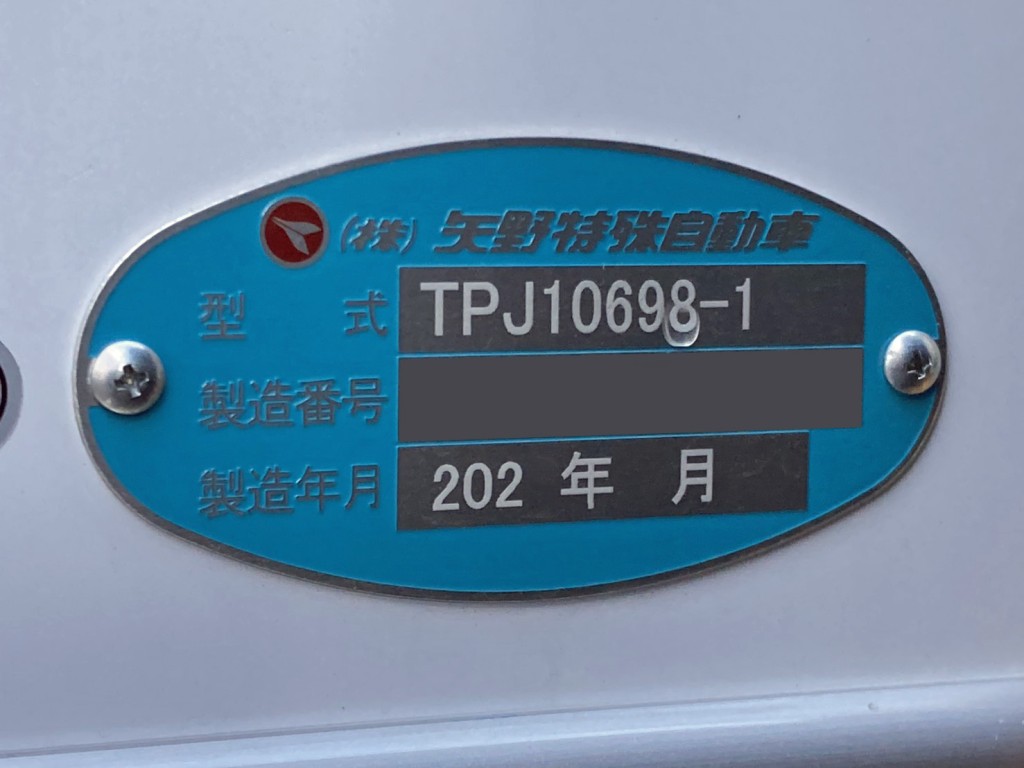 (株) 矢野特殊自動車
型 式 TPJ10698-1
製造番号
製造年月 202 年 月